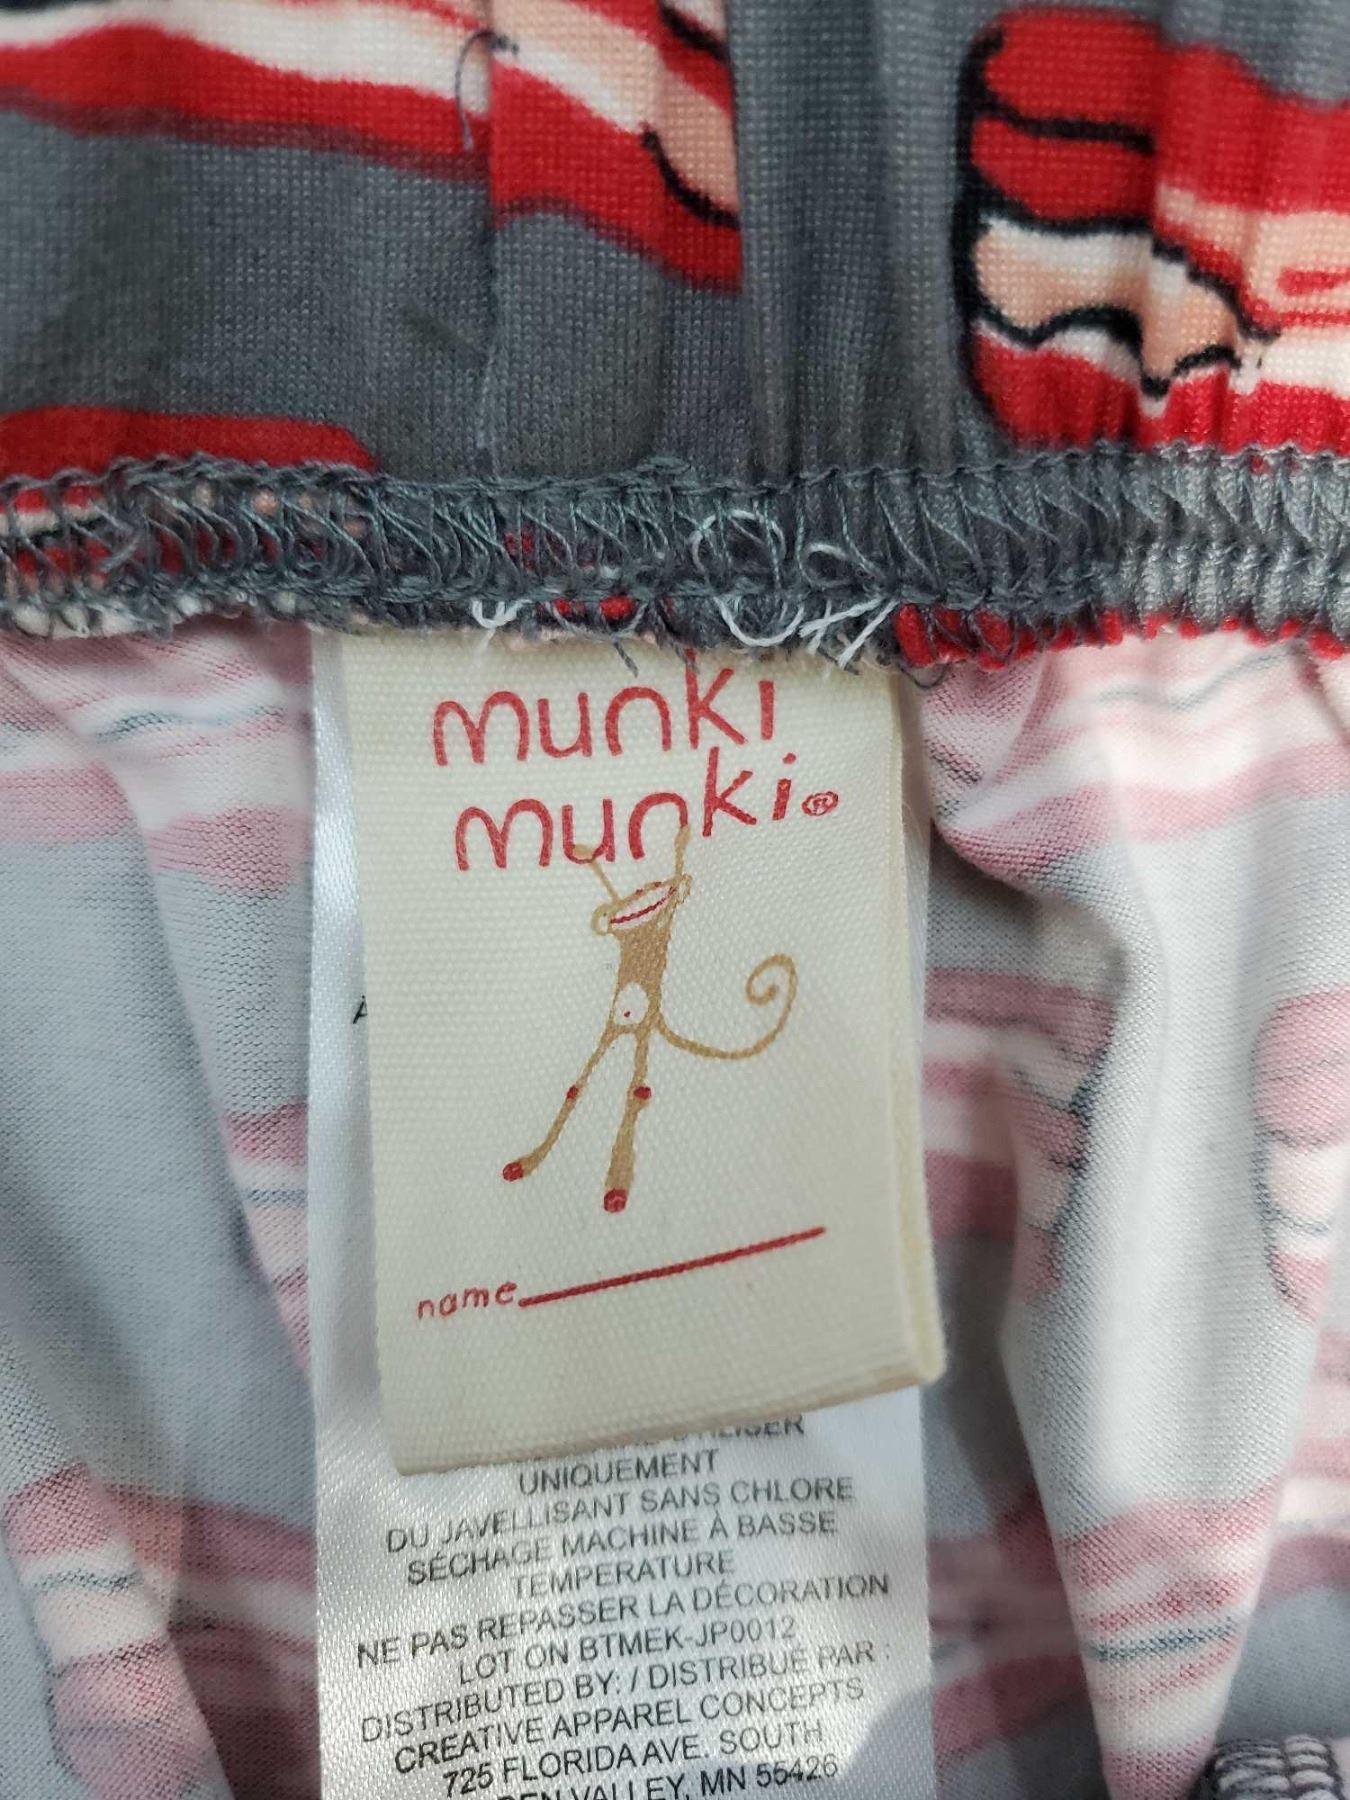 munki
munki®
name
UNIQUEMENT
DU JAVELLISANT SANS CHLORE
SÉCHAGE MACHINE À BASSE
TEMPERATURE
NE PAS REPASSER LA DÉCORATION
LOT ON BTMEK-JP0012
DISTRIBUTED BY: / DISTRIBUÉ PAR :
CREATIVE APPAREL CONCEPTS
725 FLORIDA AVE. SOUTH
VALLEY, MN 55426